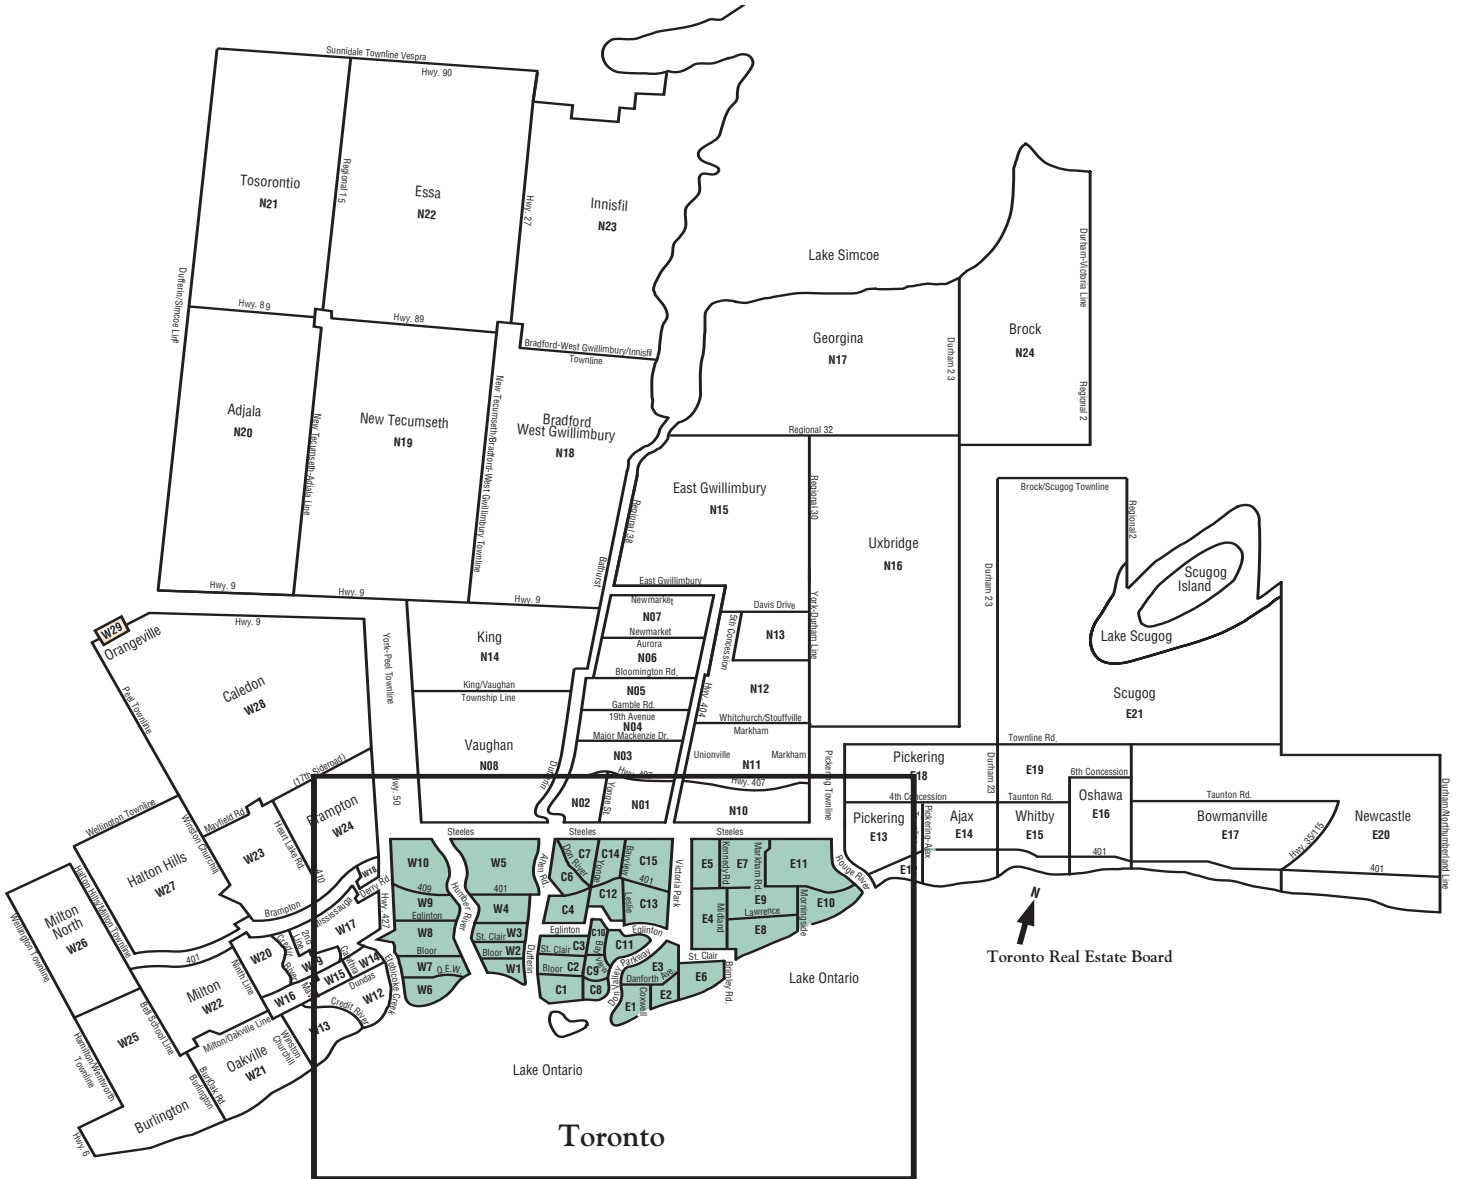 Sunnidale Townline Vespra
Hwy. 90
Tosorontio
N21
Regional 15
Essa
N22
Hwy. 27
Innisfil
N23
Lake Simcoe
Dufferin/Simcoe Line
Hwy. 89
Hwy. 89
Bradford-West Gwillimbury/Innisfil
Townline
Georgina
N17
Durham 23
Brock
N24
Durham-Victoria Line
Regional 2
Adjala
N20
New Tecumseth-Adjala Line
New Tecumseth
N19
New Tecumseth/Bradford-West Gwillimbury Townline
Bradford
West Gwillimbury
N18
Regional 32
East Gwillimbury
N15
Regional 38
Regional 30
Uxbridge
N16
Brock/Scugog Townline
Regional2
Scugog
Island
Lake Scugog
Scugog
E21
Durham 23
Hwy. 9
Hwy. 9
Hwy. 9
Bathurst
East Gwillimbury
Newmarket
N07
Newmarket
Aurora
N06
Bloomington Rd.
N05
Gamble Rd.
19th Avenue
N04
Major Mackenzie Dr.
N03
Hwy. 407
Davis Drive
5th Concession
N13
York-Durham Line
N12
Hwy. 404
Whitchurch/Stouffville
Markham
Unionville
Markham
N11
Hwy. 407
N10
N02
Yonge St.
N01
W29
Orangeville
Hwy. 9
Peel Townline
Caledon
W28
York-Peel Townline
King
N14
King/Vaughan
Township Line
Vaughan
N08
Dufferin
Hwy. 50
(17th Sideroad)
Wellington Townline
Mayfield Rd.
Winston Churchill
Brampton
W24
W23
Heart Lake Rd.
410
Halton Hills
W27
Halton Hills/Milton Townline
Milton
North
W26
Wellington Townline
401
Brampton
Mississauga
W18
Derry Rd.
Hwy. 427
W17
W20
Credit
River
2nd
Line
W19
Cawthra
W14
W15
Dundas
W16
W12
Credit River
W13
Etobicoke Creek
Ninth Line
Milton
W22
Bell School Line
W25
Hamilton/Wentworth
Townline
Milton/Oakville Line
Oakville
W21
Winston
Churchill
BurlOak Rd.
Burlington
Burlington
Hwy. 6
Pickering Townline
Townline Rd.
Pickering
E18
Durham 23
E19
6th Concession
4th Concession
Taunton Rd.
Taunton Rd.
Pickering
E13
Pickering-Ajax
Ajax
E14
Whitby
E15
Oshawa
E16
Bowmanville
E17
Hwy. 35/115
Newcastle
E20
Durham/Northumberland Line
401
401
Rouge River
Steeles
Steeles
Steeles
W10
409
W9
Eglinton
W8
Bloor
W7
Q.E.W.
W6
Humber River
W5
401
W4
St. Clair
W3
Bloor
W2
W1
Allen Rd.
Dufferin
Don River
C7
C6
C14
Yonge
Bayview
C15
401
C12
Leslie
C13
C4
Victoria Park
Eglinton
Eglinton
St. Clair
C3
C10
Bayview
C11
Bloor
C2
C9
C1
C8
Don Valley
Parkway
E3
Danforth Ave.
E1
Coxwell
E2
E6
St. Clair
Brimley Rd.
E5
Kennedy Rd
E7
Markham Rd.
E11
E4
Midland
E9
Lawrence
E8
Morningside
E10
N
Toronto Real Estate Board
Lake Ontario
Lake Ontario
Toronto